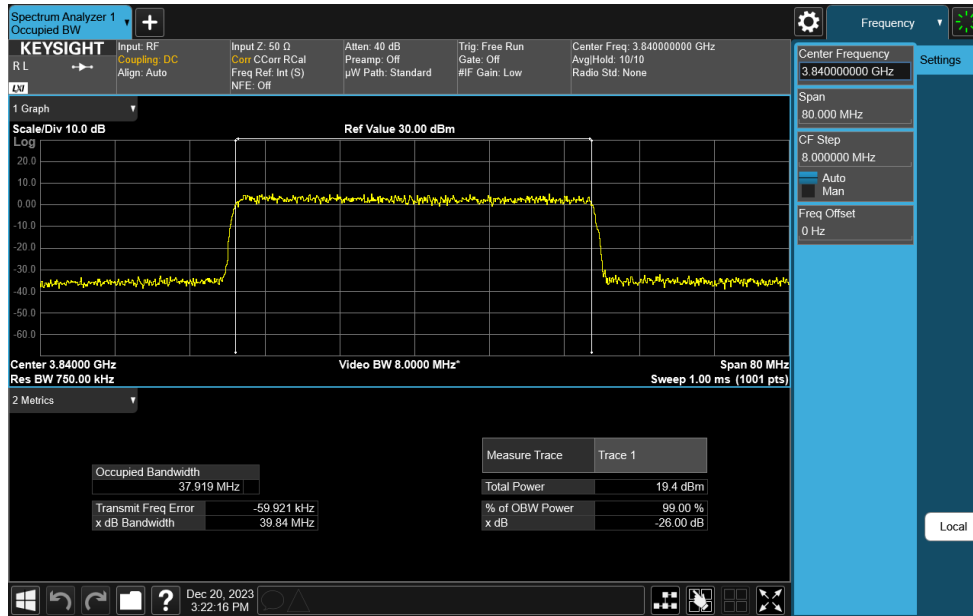 Spectrum Analyzer 1
Occupied BW
+
Frequency
KEYSIGHT
R L
LXI
Input: RF
Coupling: DC
Align: Auto
Input Z: 50 Ω
Corr CCorr RCal
Freq Ref: Int (S)
NFE: Off
Atten: 40 dB
Preamp: Off
µW Path: Standard
Trig: Free Run
Gate: Off
#IF Gain: Low
Center Freq: 3.840000000 GHz
Avg|Hold: 10/10
Radio Std: None
Center Frequency
3.840000000 GHz
Settings
Span
80.000 MHz
CF Step
8.000000 MHz
Auto
Man
Freq Offset
0 Hz
Local
1 Graph
Scale/Div 10.0 dB
Ref Value 30.00 dBm
Log
20.0
10.0
0.00
-10.0
-20.0
-30.0
-40.0
-50.0
-60.0
Center 3.84000 GHz
Video BW 8.0000 MHz*
Span 80 MHz
Res BW 750.00 kHz
Sweep 1.00 ms (1001 pts)
2 Metrics
Occupied Bandwidth
37.919 MHz
Transmit Freq Error -59.921 kHz
x dB Bandwidth 39.84 MHz
Measure Trace Trace 1
Total Power 19.4 dBm
% of OBW Power 99.00 %
x dB -26.00 dB
?
Dec 20, 2023
3:22:16 PM